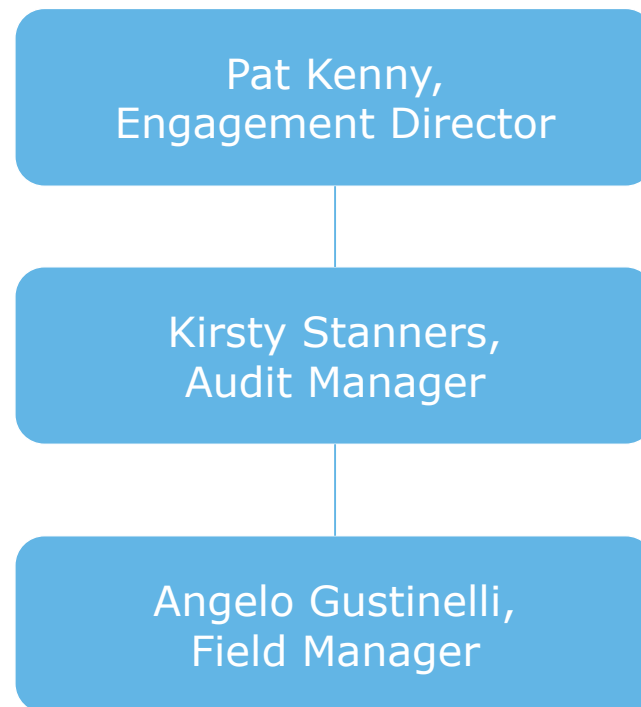 Pat Kenny,
Engagement Director
Kirsty Stanners,
Audit Manager
Angelo Gustinelli,
Field Manager